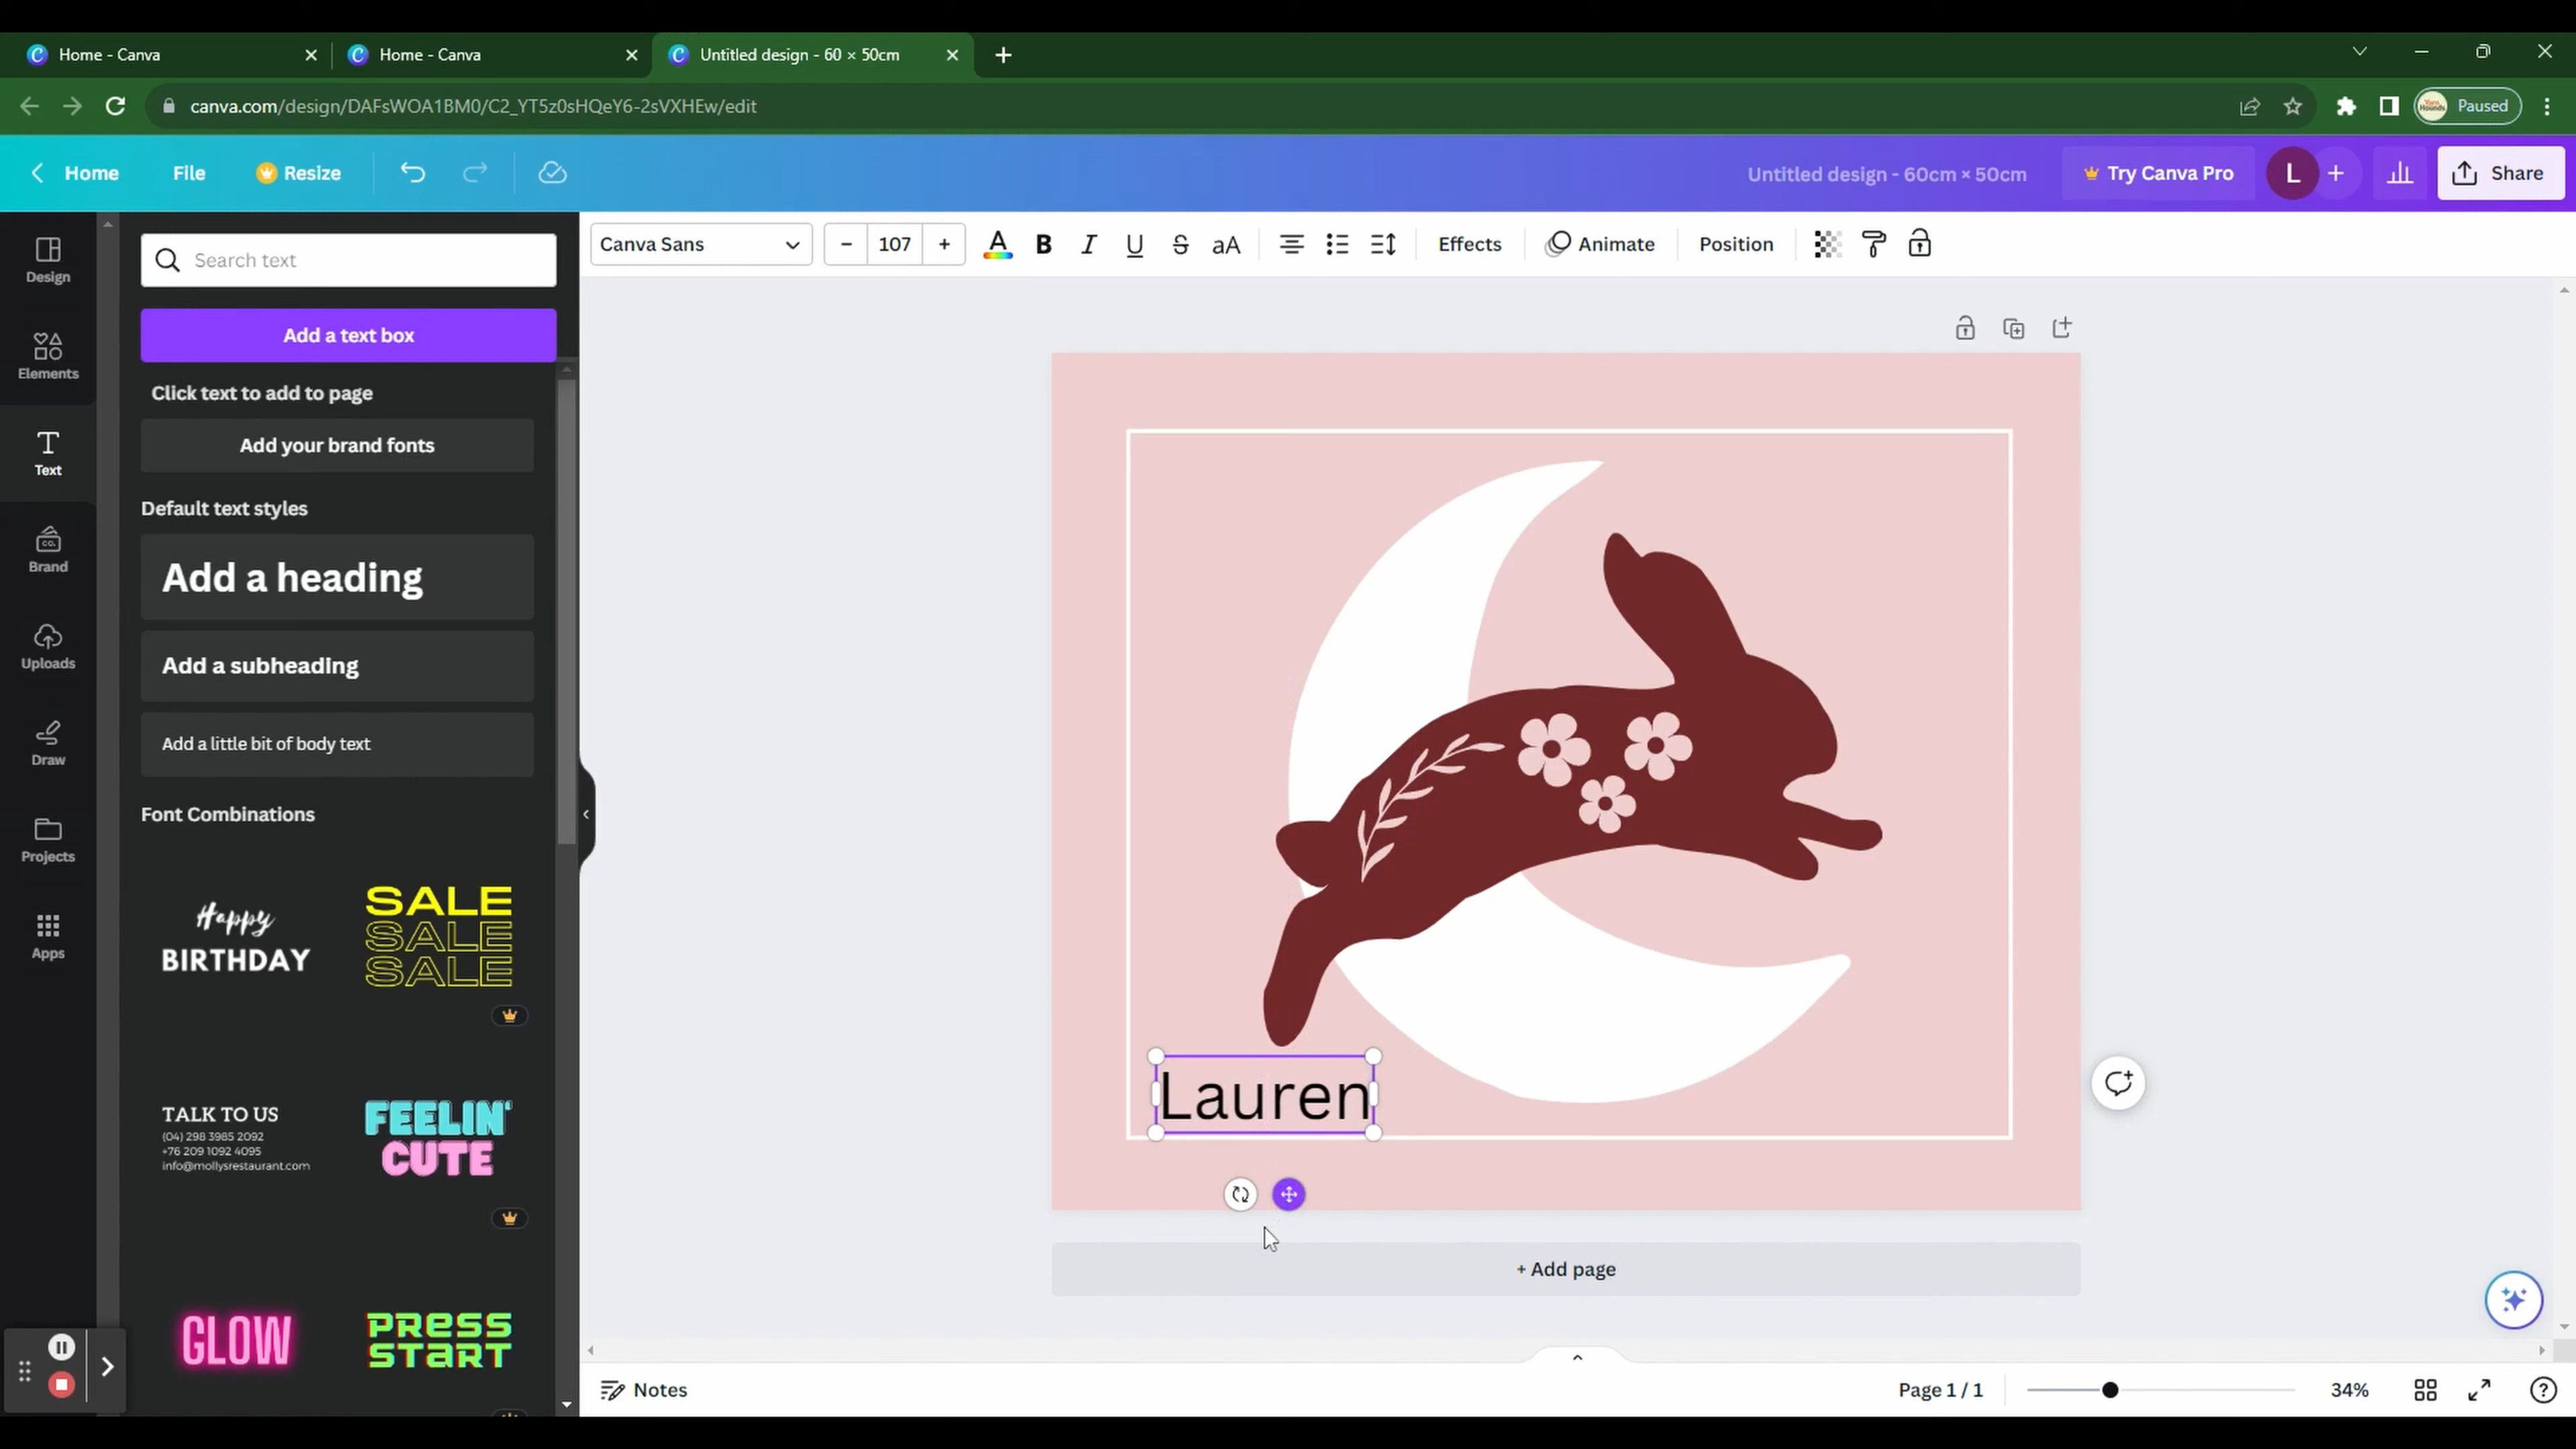 Home - Canva
Home - Canva
Untitled design - 60 × 50cm
canva.com/design/DAFsWOA1BM0/C2_YT5z0sHQeY6-2sVXHEw/edit
Paused
Home
File
Resize
Untitled design - 60cm × 50cm
Try Canva Pro
L
Share
Design
Elements
Text
Brand
Uploads
Draw
Projects
Apps
Search text
Add a text box
Click text to add to page
Add your brand fonts
Default text styles
Add a heading
Add a subheading
Add a little bit of body text
Font Combinations
Happy
BIRTHDAY
SALE
SALE
SALE
TALK TO US
(04) 298 3985 2092
+76 209 1092 4095
info@mollysrestaurant.com
FEELIN'
CUTE
GLOW
PRESS
START
Canva Sans
107
A
B
I
U
S
aA
Effects
Animate
Position
Lauren
+ Add page
Notes
Page 1 / 1
34%